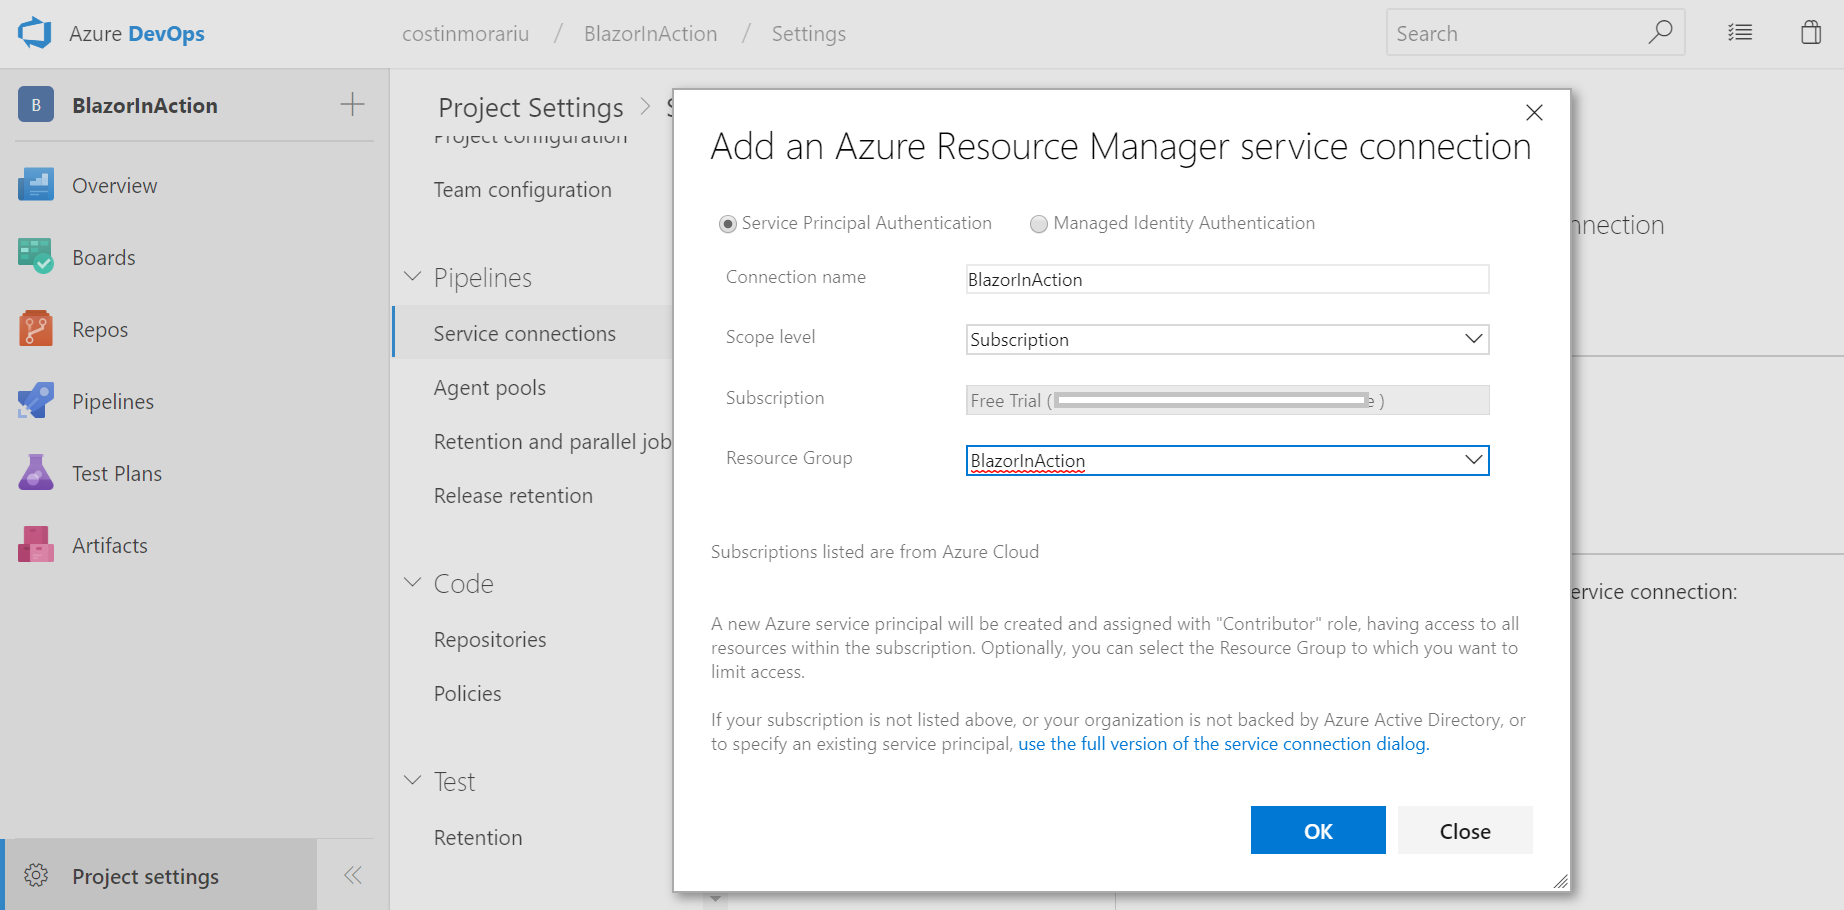 Azure DevOps
costinmorariu / BlazorInAction / Settings
Search
B BlazorInAction
Overview
Boards
Repos
Pipelines
Test Plans
Artifacts
Project settings
Project Settings > S
Project configuration
Team configuration
Pipelines
Service connections
Agent pools
Retention and parallel job
Release retention
Code
Repositories
Policies
Test
Retention
Add an Azure Resource Manager service connection
Service Principal Authentication
Managed Identity Authentication
Connection name
BlazorInAction
Scope level
Subscription
Subscription
Free Trial ( e )
Resource Group
BlazorInAction
Subscriptions listed are from Azure Cloud
A new Azure service principal will be created and assigned with "Contributor" role, having access to all
resources within the subscription. Optionally, you can select the Resource Group to which you want to
limit access.
If your subscription is not listed above, or your organization is not backed by Azure Active Directory, or
to specify an existing service principal, use the full version of the service connection dialog.
OK
Close
nnection
ervice connection: